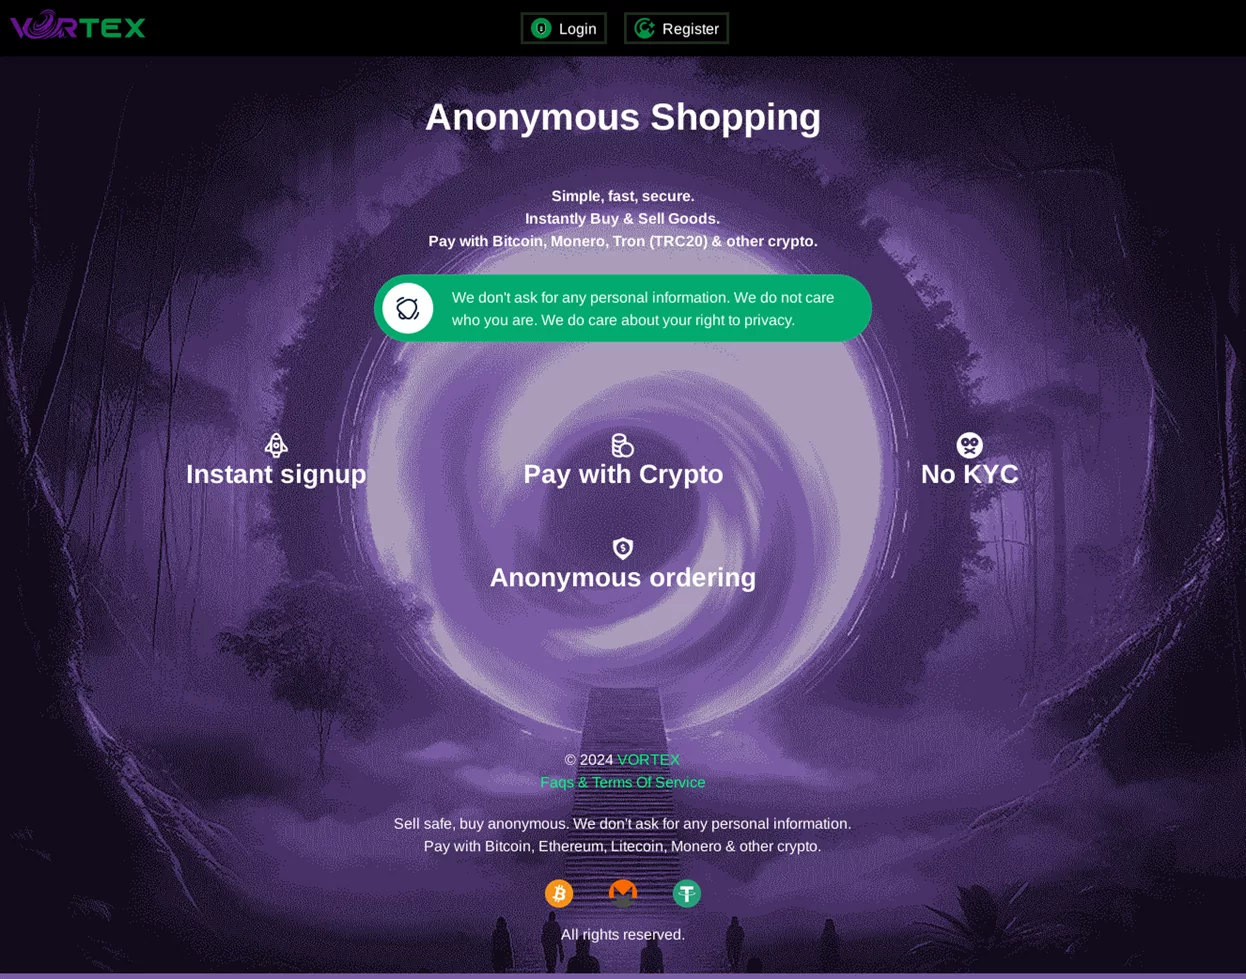 VORTEX
Login
Register
Anonymous Shopping
Simple, fast, secure.
Instantly Buy & Sell Goods.
Pay with Bitcoin, Monero, Tron (TRC20) & other crypto.
We don't ask for any personal information. We do not care
who you are. We do care about your right to privacy.
Instant signup
Pay with Crypto
No KYC
Anonymous ordering
© 2024 VORTEX
Faqs & Terms Of Service
Sell safe, buy anonymous. We don't ask for any personal information.
Pay with Bitcoin, Ethereum, Litecoin, Monero & other crypto.
All rights reserved.